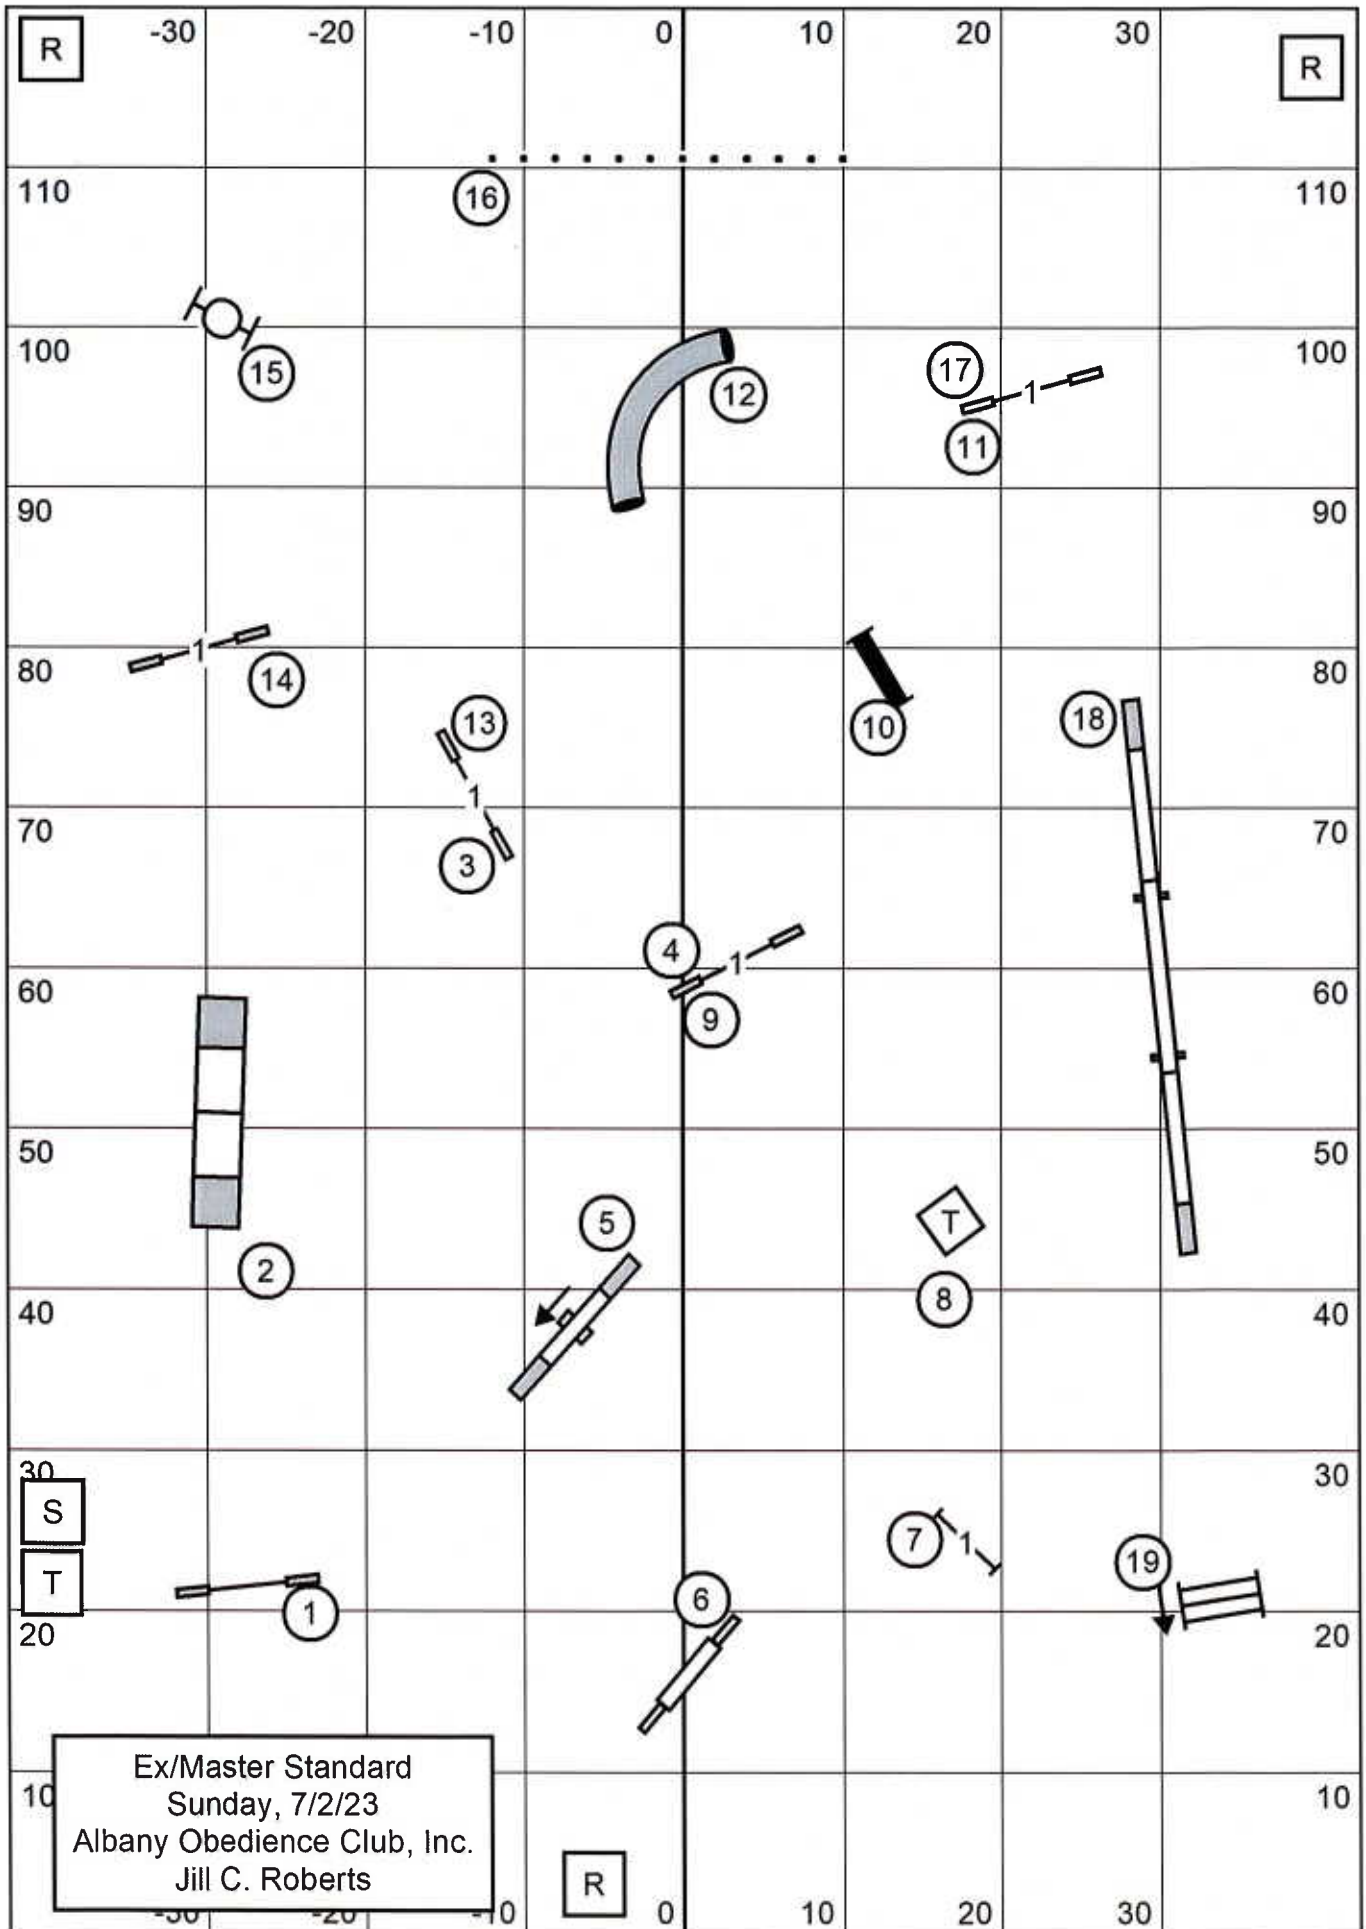 R -30 -20 -10 0 10 20 30 R
110 110
16
100 100
15 12 17 1 11
90 90
1
80 80
14 13 10 18
1
70 70
3
4 1
60 60
9
50 50
5 T
2 8
40 40
30 30
S 7 1 19
T
1 6
20 20
Ex/Master Standard
Sunday, 7/2/23
10 10
Albany Obedience Club, Inc.
Jill C. Roberts
R
-30 -20 -10 0 10 20 30